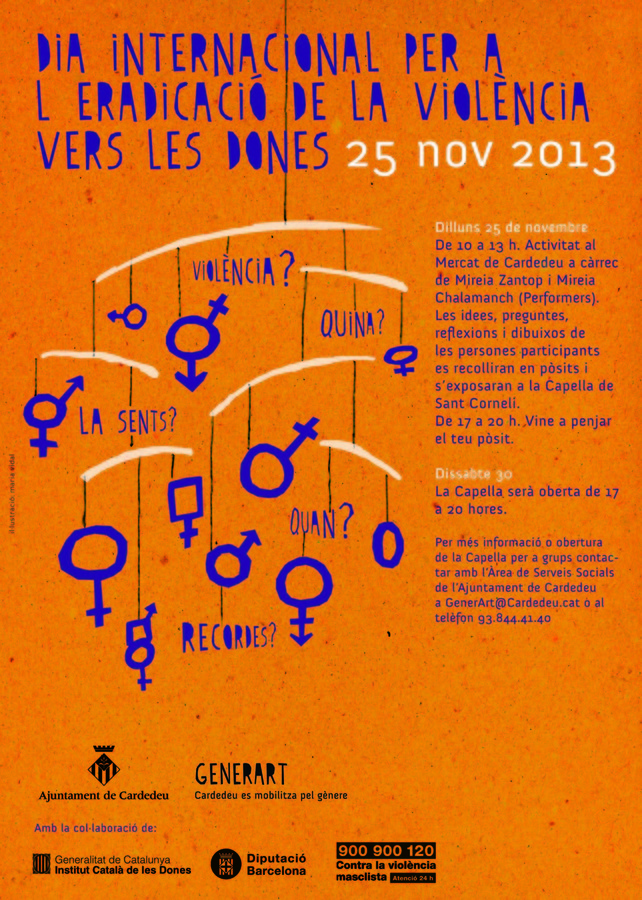 DIA INTERNACIONAL PER A
L ERADICACIÓ DE LA VIOLÈNCIA
VERS LES DONES 25 NOV 2013
VIOLÈNCIA?
QUINA?
LA SENTS?
QUAN?
RECORDES?
Dilluns 25 de novembre
De 10 a 13 h. Activitat al
Mercat de Cardedeu a càrrec
de Mireia Zantop i Mireia
Chalamanch (Performers).
Les idees, preguntes,
reflexions i dibuixos de
les persones participants
es recolliran en pòsits i
s'exposaran a la Capella de
Sant Corneli.
De 17 a 20 h. Vine a penjar
el teu pòsit.
Dissabte 30
La Capella serà oberta de 17
a 20 hores.
Per més informació o obertura
de la Capella per a grups contac-
tar amb l'Àrea de Serveis Socials
de l'Ajuntament de Cardedeu
a GenerArt@Cardedeu.cat o al
telèfon 93.844.41.40
il·lustració: maria
Ajuntament de Cardedeu
GENERART
Cardedeu es mobilitza pel gènere
Amb la col·laboració de:
Generalitat de Catalunya
Institut Català de les Dones
Diputació
Barcelona
900 900 120
Contra la violència
masclista Atenció 24 h